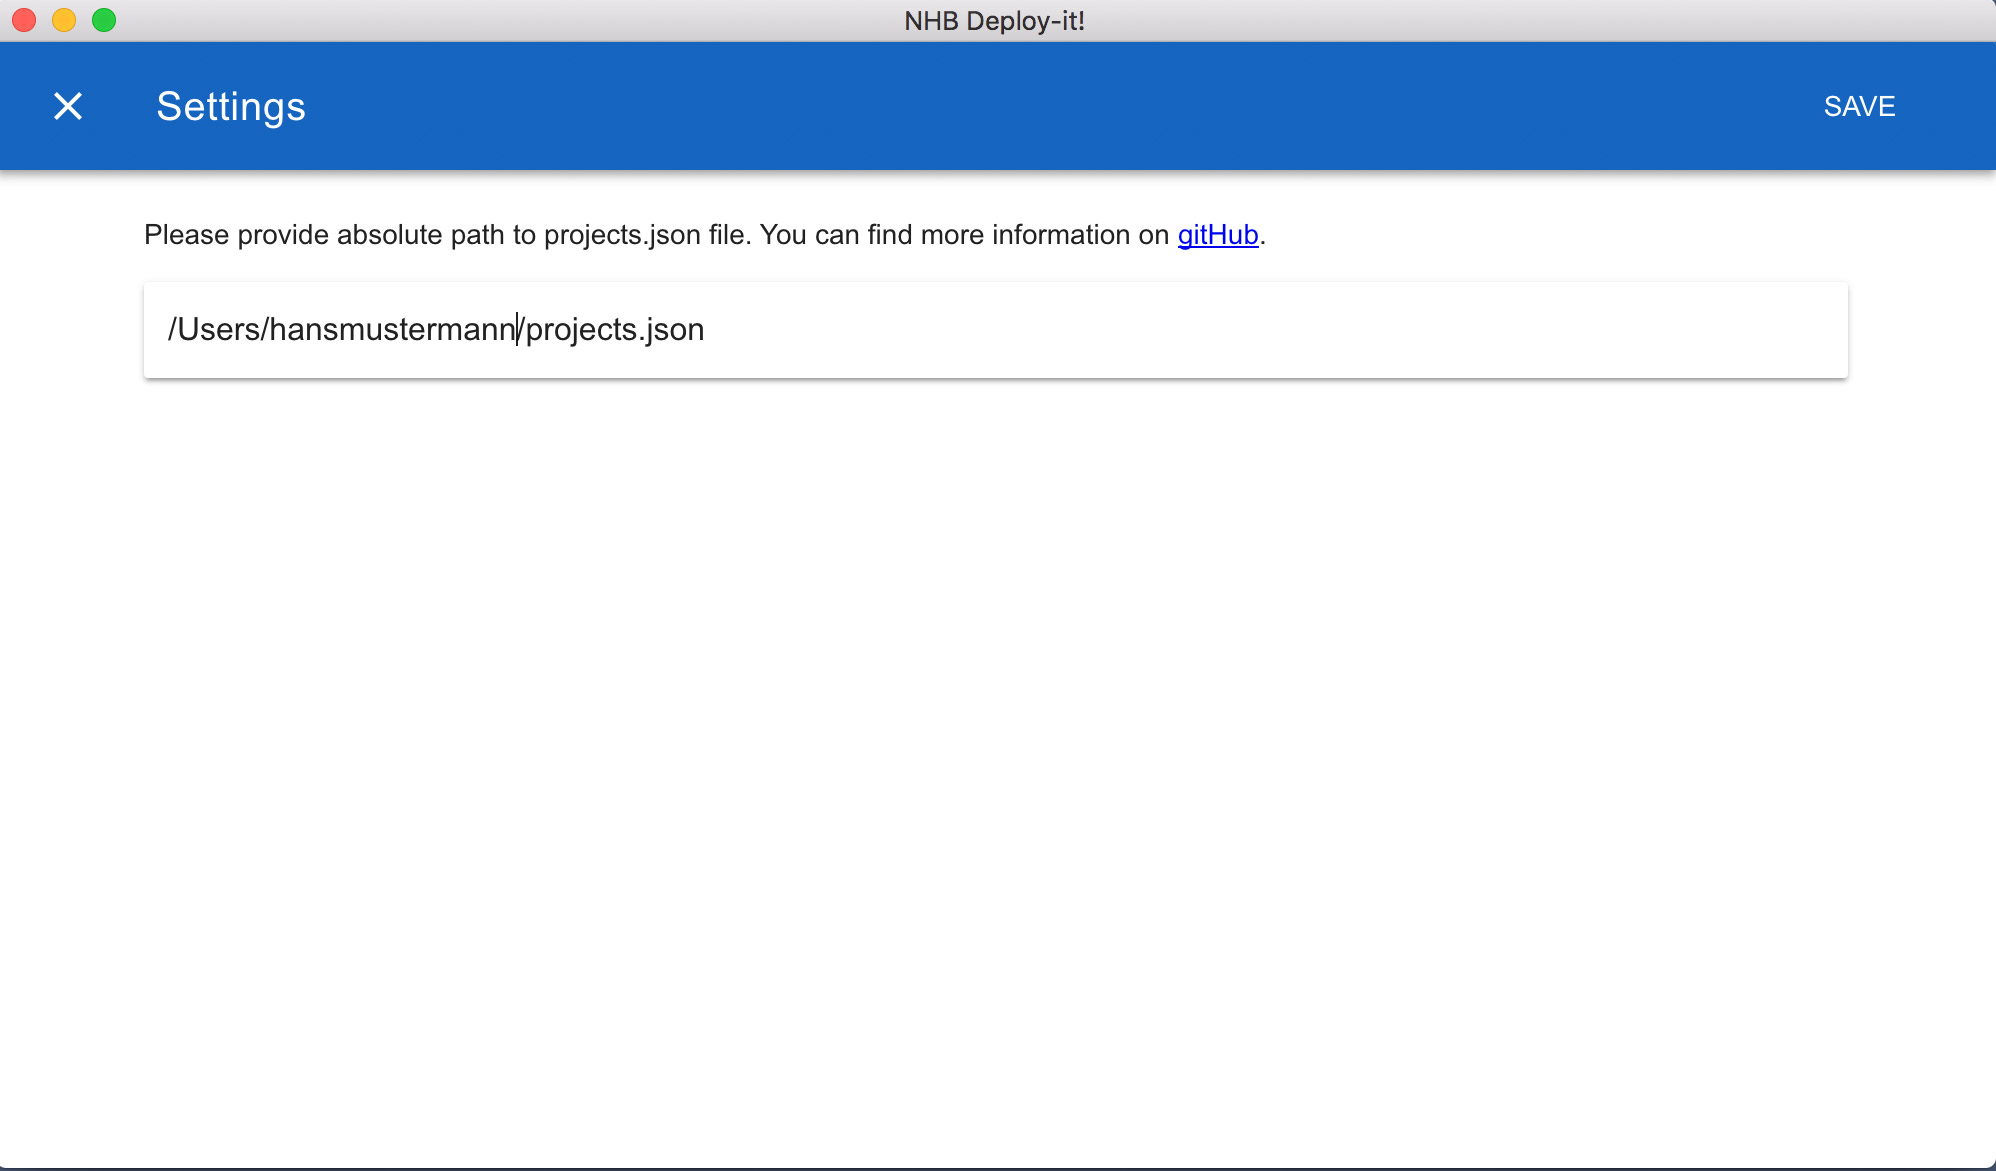 NHB Deploy-it!
Settings
SAVE
Please provide absolute path to projects.json file. You can find more information on gitHub.
/Users/hansmustermann/projects.json